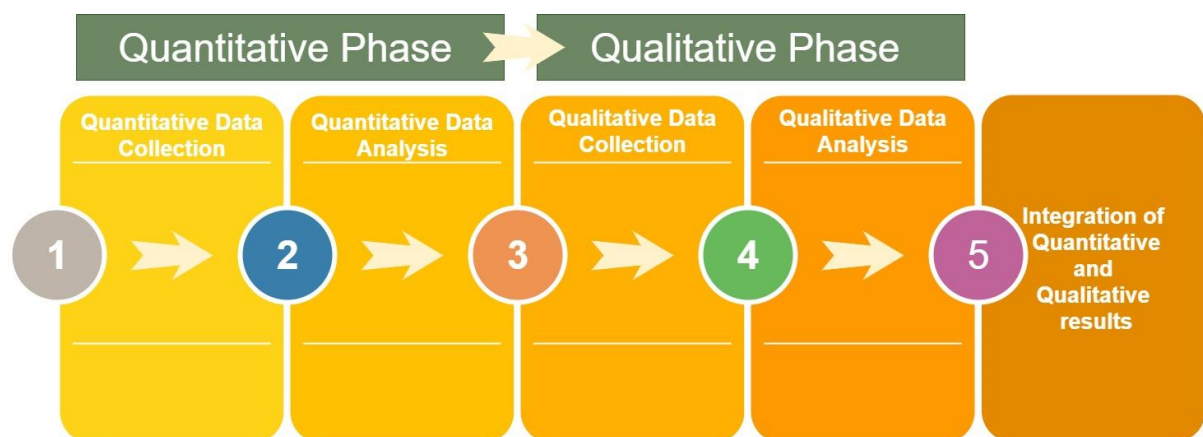 Quantitative Phase
Qualitative Phase
Quantitative Data
Collection
Quantitative Data
Analysis
Qualitative Data
Collection
Qualitative Data
Analysis
1
2
3
4
5
Integration of
Quantitative
and
Qualitative
results